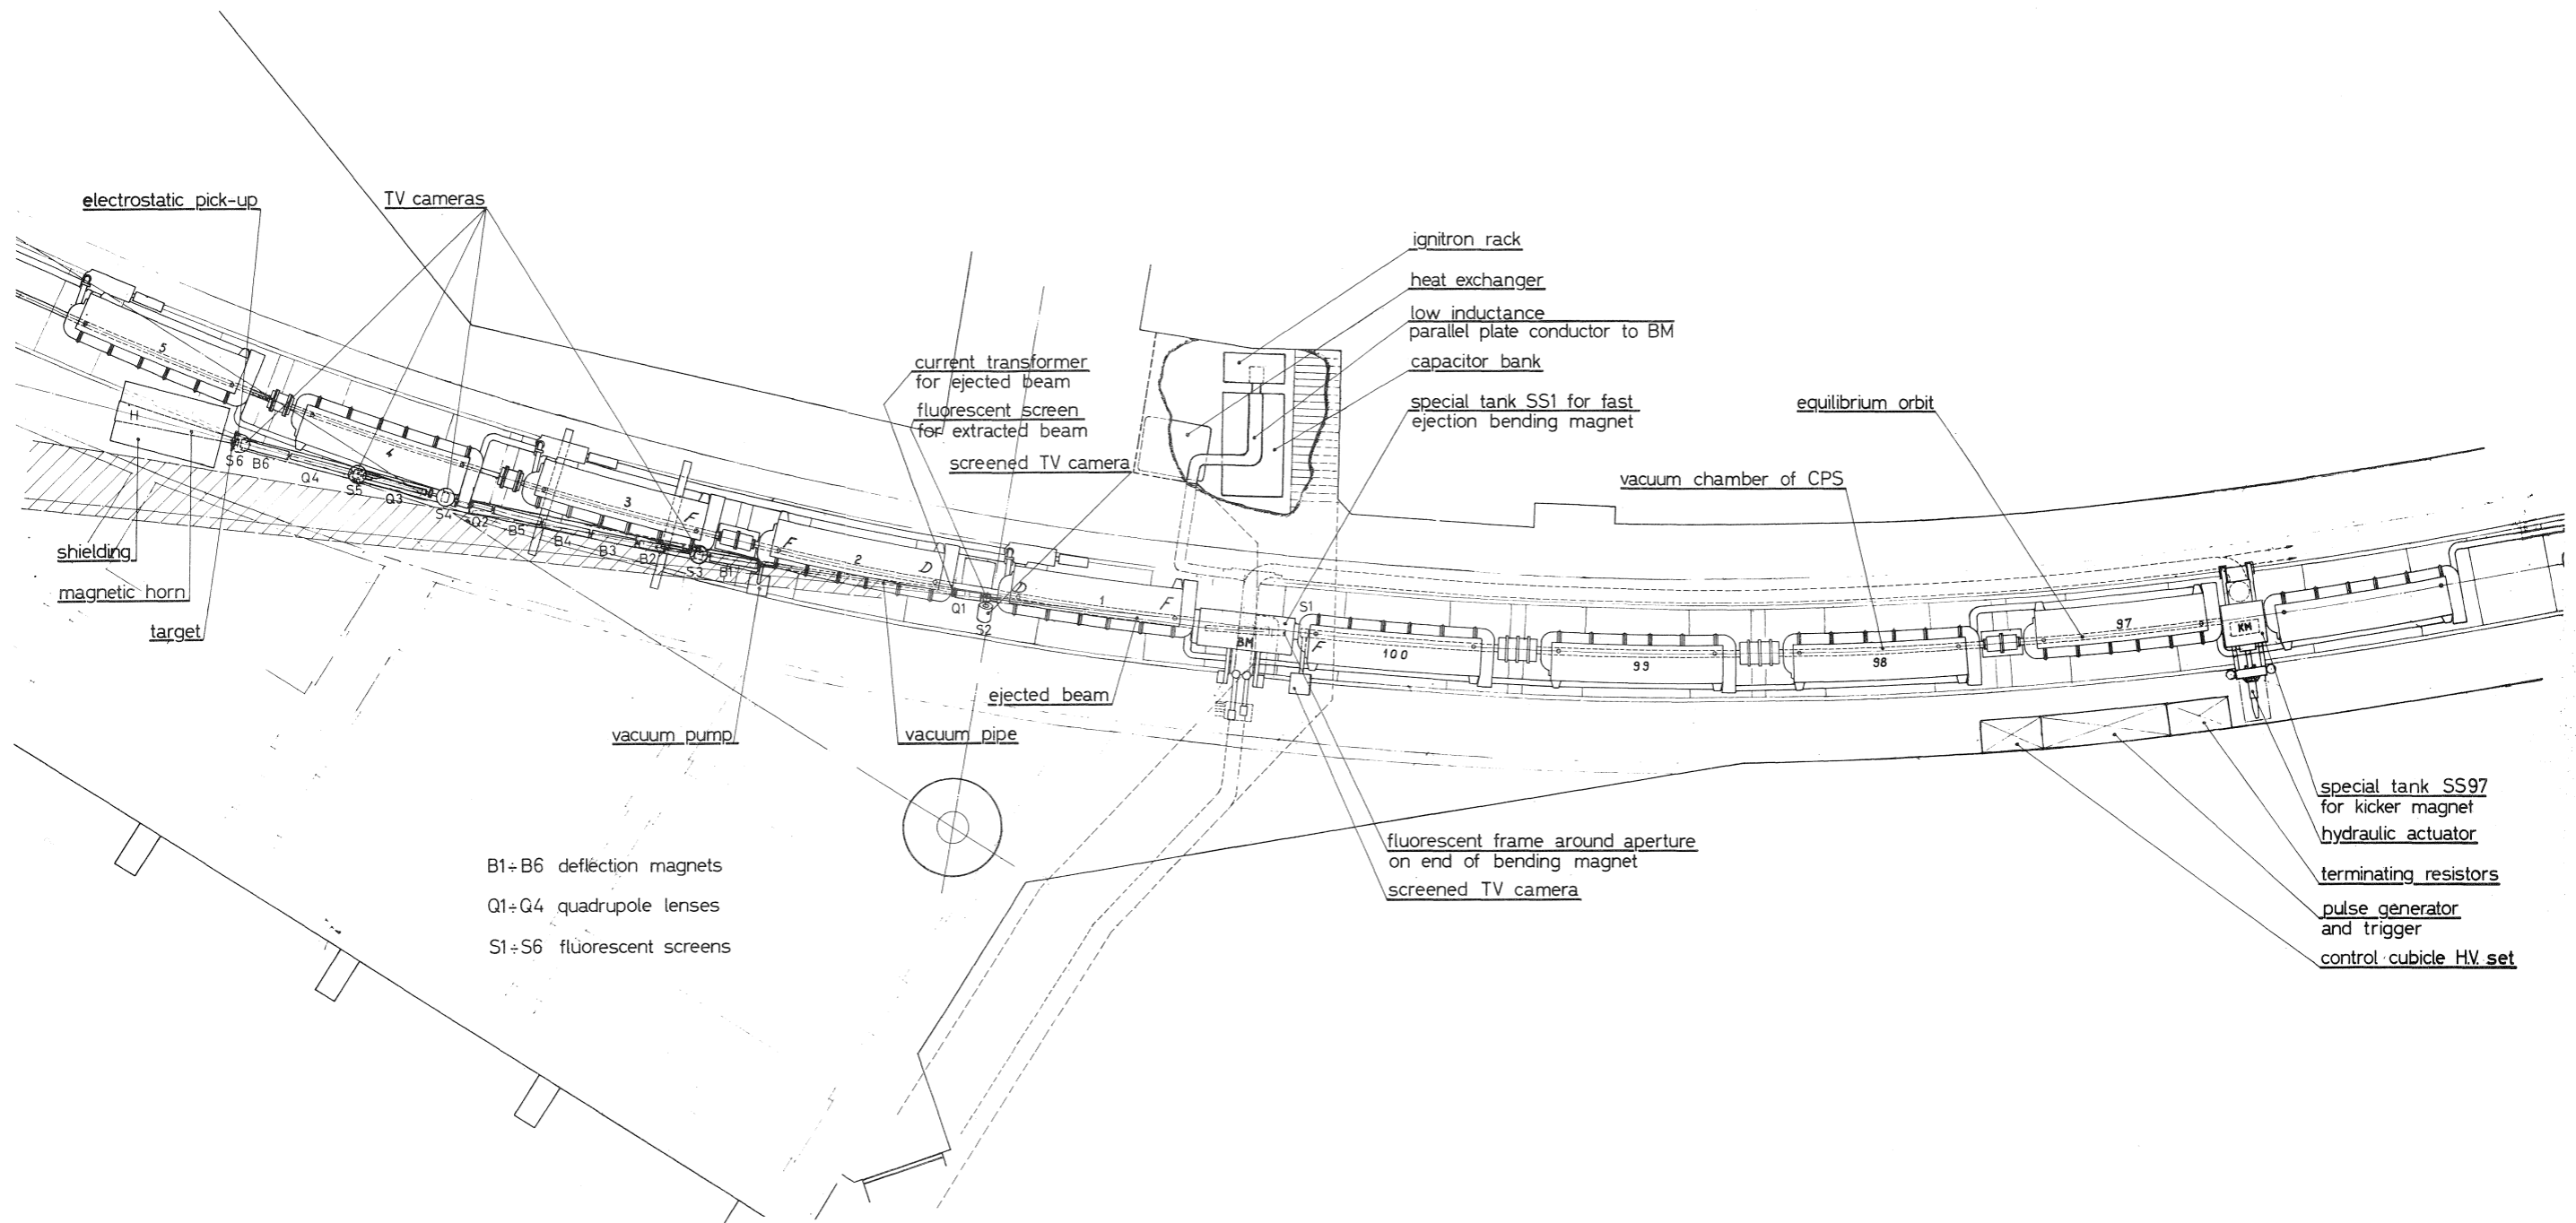 electrostatic pick-up
TV cameras
ignitron rack
heat exchanger
low inductance
parallel plate conductor to BM
capacitor bank
special tank SS1 for fast
ejection bending magnet
equilibrium orbit
vacuum chamber of CPS
current transformer
for ejected beam
fluorescent screen
for extracted beam
screened TV camera
5
H
4
3
F
F
2
D
D
1
F
S1
BM
F
100
99
98
97
KM
S6
B6
Q4
S5
Q3
S4
Q2
B5
B4
B3
B2
S3
B1
Q1
S2
shielding
magnetic horn
target
ejected beam
vacuum pump
vacuum pipe
special tank SS97
for kicker magnet
hydraulic actuator
terminating resistors
pulse generator
and trigger
control cubicle H.V. set
fluorescent frame around aperture
on end of bending magnet
screened TV camera
B1÷B6 deflection magnets
Q1÷Q4 quadrupole lenses
S1÷S6 fluorescent screens